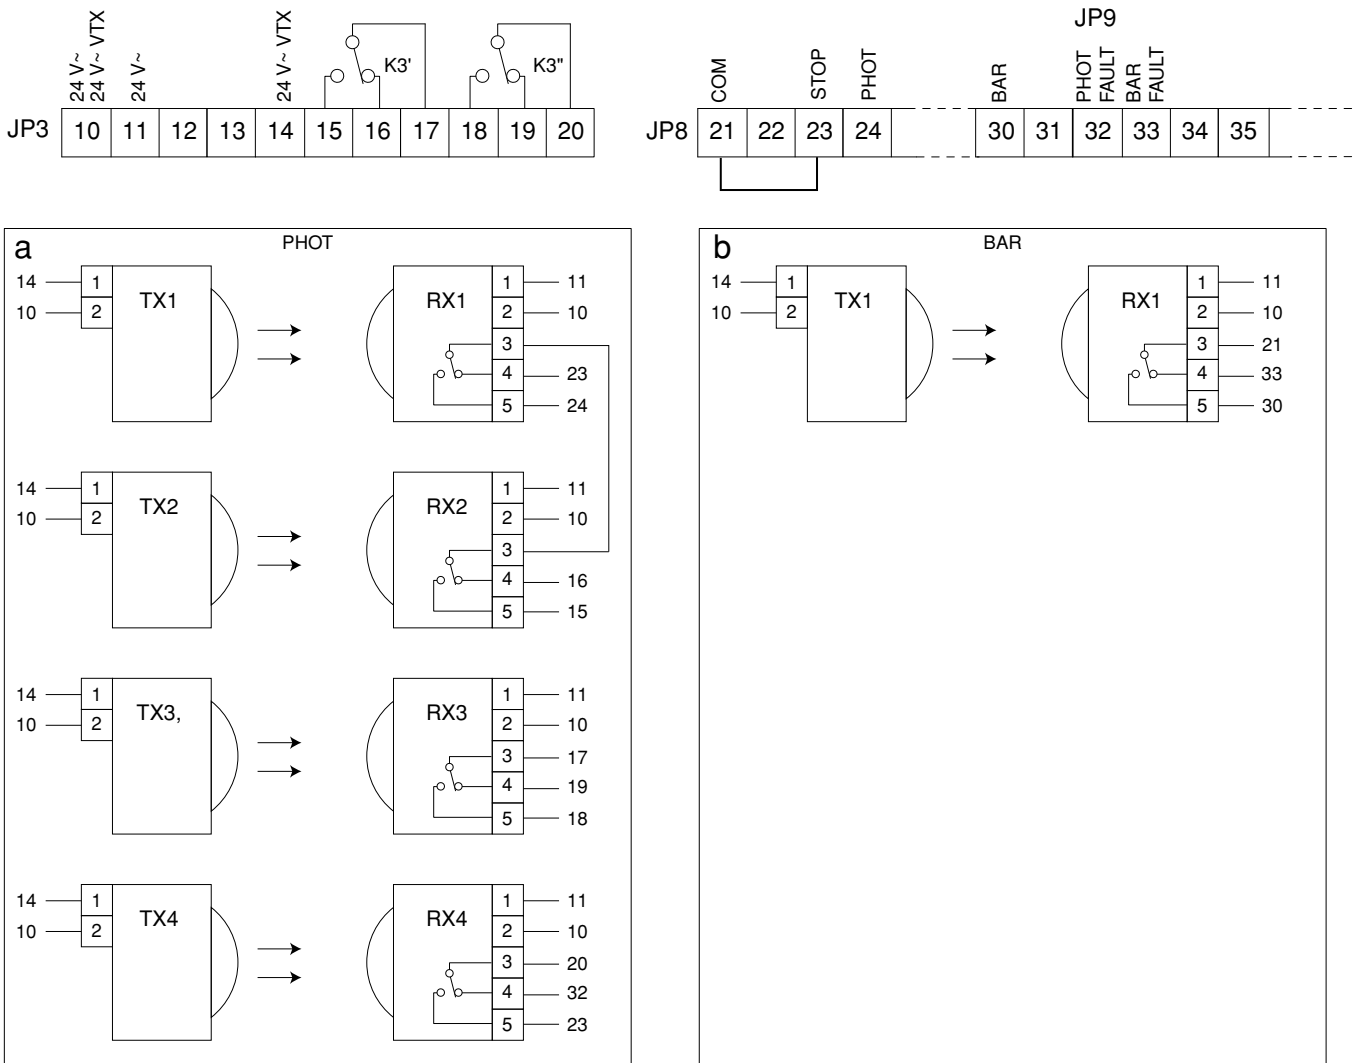 JP9
24 V~
24 V~ VTX
24 V~
24 V~ VTX
K3'
K3"
COM
STOP
PHOT
BAR
PHOT
FAULT
BAR
FAULT
JP3 10 11 12 13 14 15 16 17 18 19 20
JP8 21 22 23 24 30 31 32 33 34 35
a PHOT
14 1 TX1 RX1 1 11
10 2 2 10
3
4 23
5 24
14 1 TX2 RX2 1 11
10 2 2 10
3
4 16
5 15
14 1 TX3, RX3 1 11
10 2 2 10
3 17
4 19
5 18
14 1 TX4 RX4 1 11
10 2 2 10
3 20
4 32
5 23
b BAR
14 1 TX1 RX1 1 11
10 2 2 10
3 21
4 33
5 30